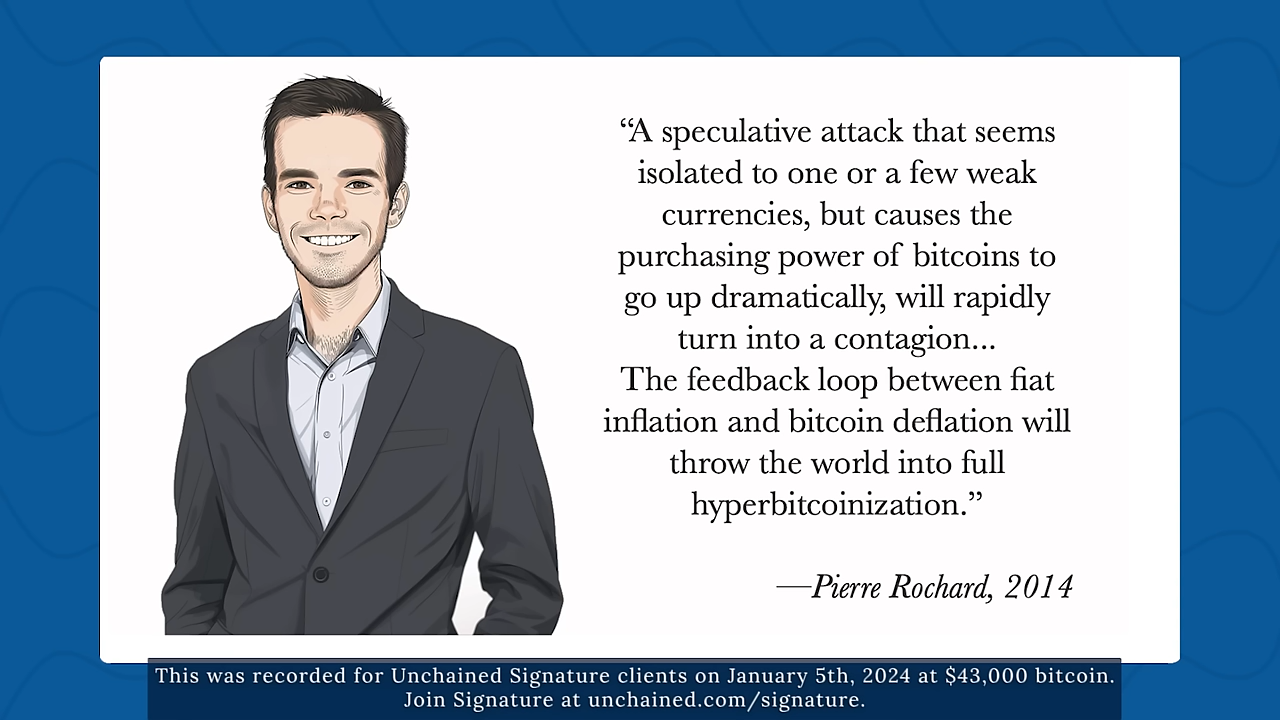 “A speculative attack that seems
isolated to one or a few weak
currencies, but causes the
purchasing power of bitcoins to
go up dramatically, will rapidly
turn into a contagion...
The feedback loop between fiat
inflation and bitcoin deflation will
throw the world into full
hyperbitcoinization.”
—Pierre Rochard, 2014
This was recorded for Unchained Signature clients on January 5th, 2024 at $43,000 bitcoin.
Join Signature at unchained.com/signature.